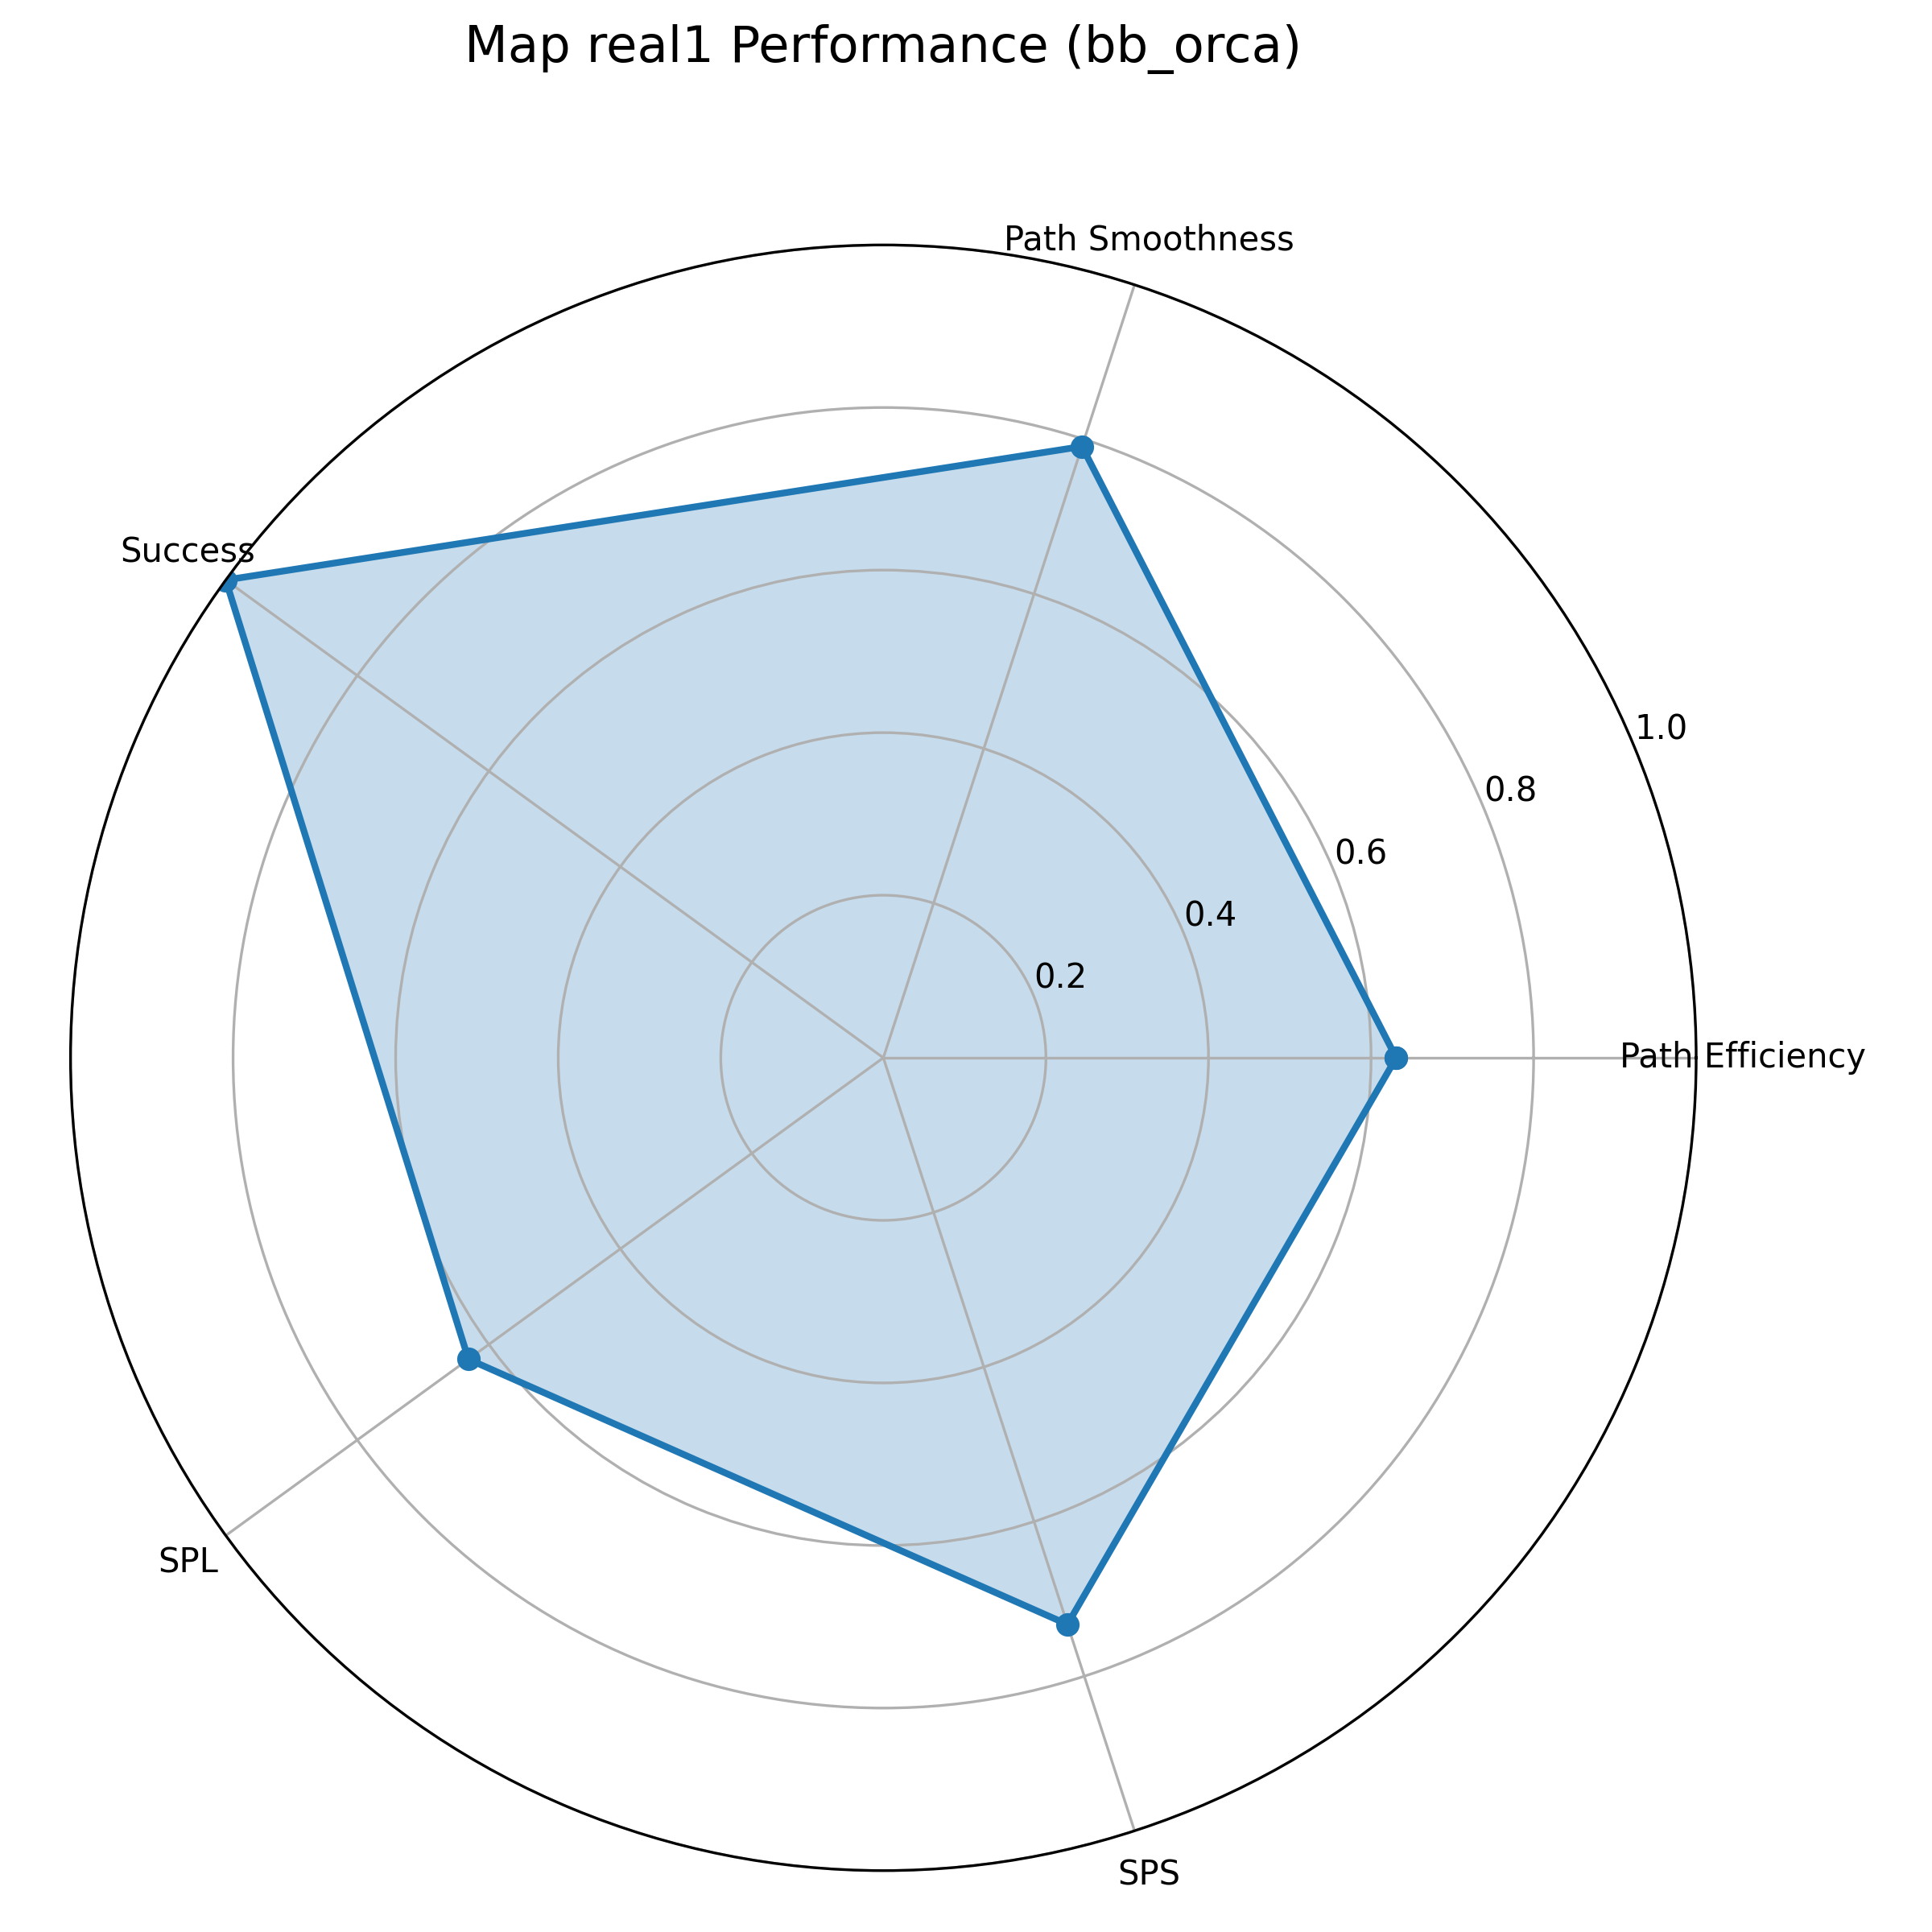 Map real1 Performance (bb_orca)
Path Smoothness
Success
1.0
0.8
0.6
0.4
0.2
Path Efficiency
SPL
SPS